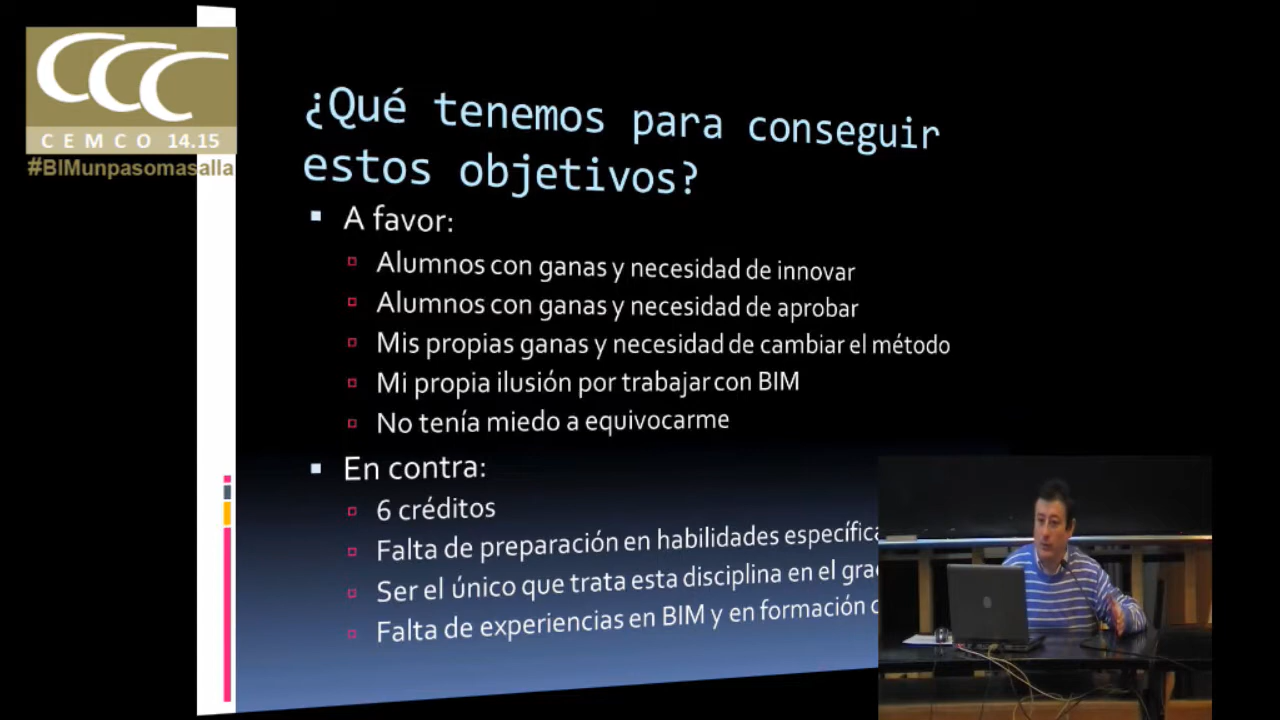 CCC
CEMCO 14.15
#BIMunpasomasalla
¿Qué tenemos para conseguir
estos objetivos?
A favor:
Alumnos con ganas y necesidad de innovar
Alumnos con ganas y necesidad de aprobar
Mis propias ganas y necesidad de cambiar el método
Mi propia ilusión por trabajar con BIM
No tenía miedo a equivocarme
En contra:
6 créditos
Falta de preparación en habilidades
Ser el único que trata esta disciplina en el
Falta de experiencias en BIM y en formación